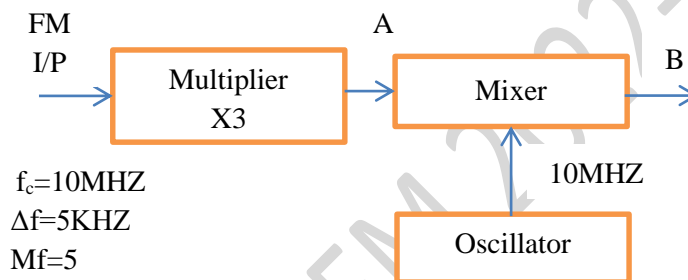 FM
I/P
A
B
Multiplier
X3
Mixer
10MHZ
Oscillator
fc=10MHZ
Δf=5KHZ
Mf=5